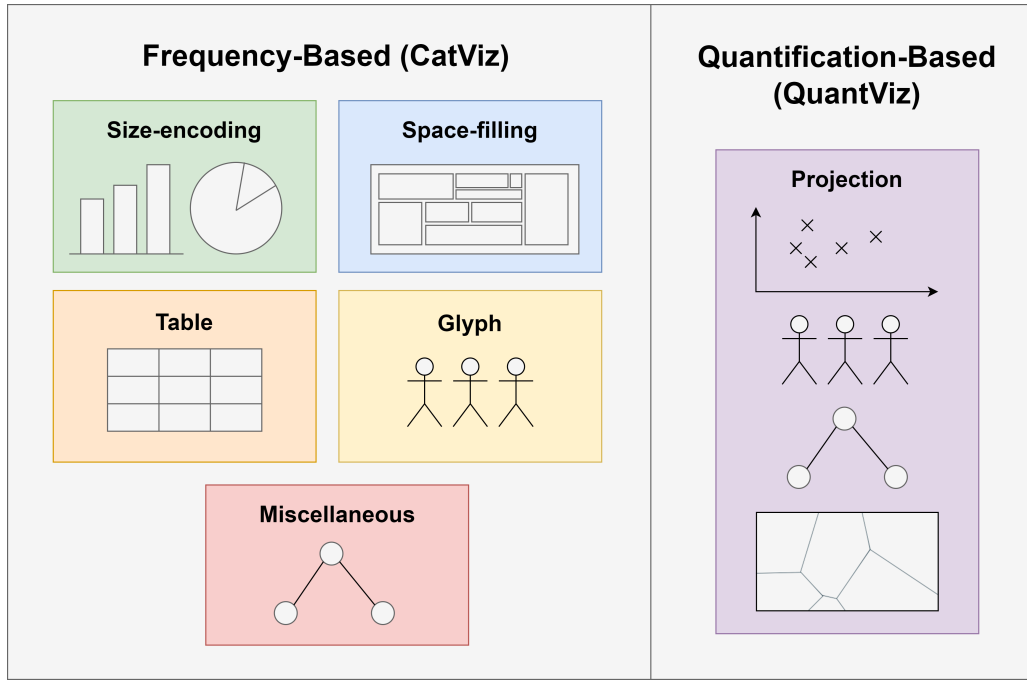 Frequency-Based (CatViz)
Size-encoding
Space-filling
Table
Glyph
Miscellaneous
Quantification-Based
(QuantViz)
Projection